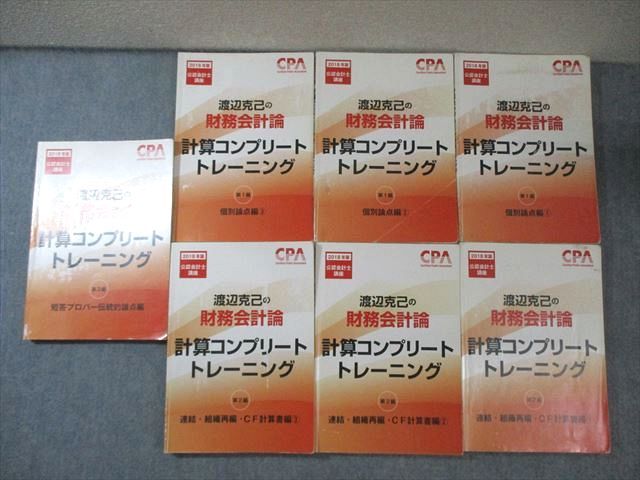 2018年版
公認会計士
講座
CPA
渡辺克己の
計算コンプリート
トレーニング
第3編
短答プロパー伝統的論点編
2018年版
公認会計士
講座
CPA
渡辺克己の
財務会計論
計算コンプリート
トレーニング
第1編
個別論点編
2018年版
公認会計士
講座
CPA
渡辺克己の
財務会計論
計算コンプリート
トレーニング
第1編
個別論点編
2018年版
公認会計士
講座
CPA
渡辺克己の
財務会計論
計算コンプリート
トレーニング
第1編
個別論点編
2018年版
公認会計士
講座
CPA
渡辺克己の
財務会計論
計算コンプリート
トレーニング
第2編
連結・組織再編・CF計算書編
2018年版
公認会計士
講座
CPA
渡辺克己の
財務会計論
計算コンプリート
トレーニング
第2編
連結・組織再編・CF計算書編
2018年版
公認会計士
講座
CPA
渡辺克己の
財務会計論
計算コンプリート
トレーニング
第2編
連結・組織再編・CF計算書編